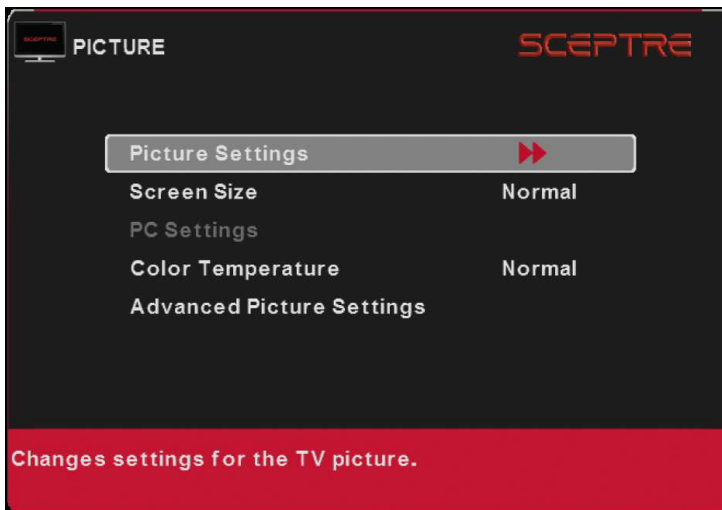 SCEPTRE
PICTURE
SCEPTRE
Picture Settings
Screen Size Normal
PC Settings
Color Temperature Normal
Advanced Picture Settings
Changes settings for the TV picture.